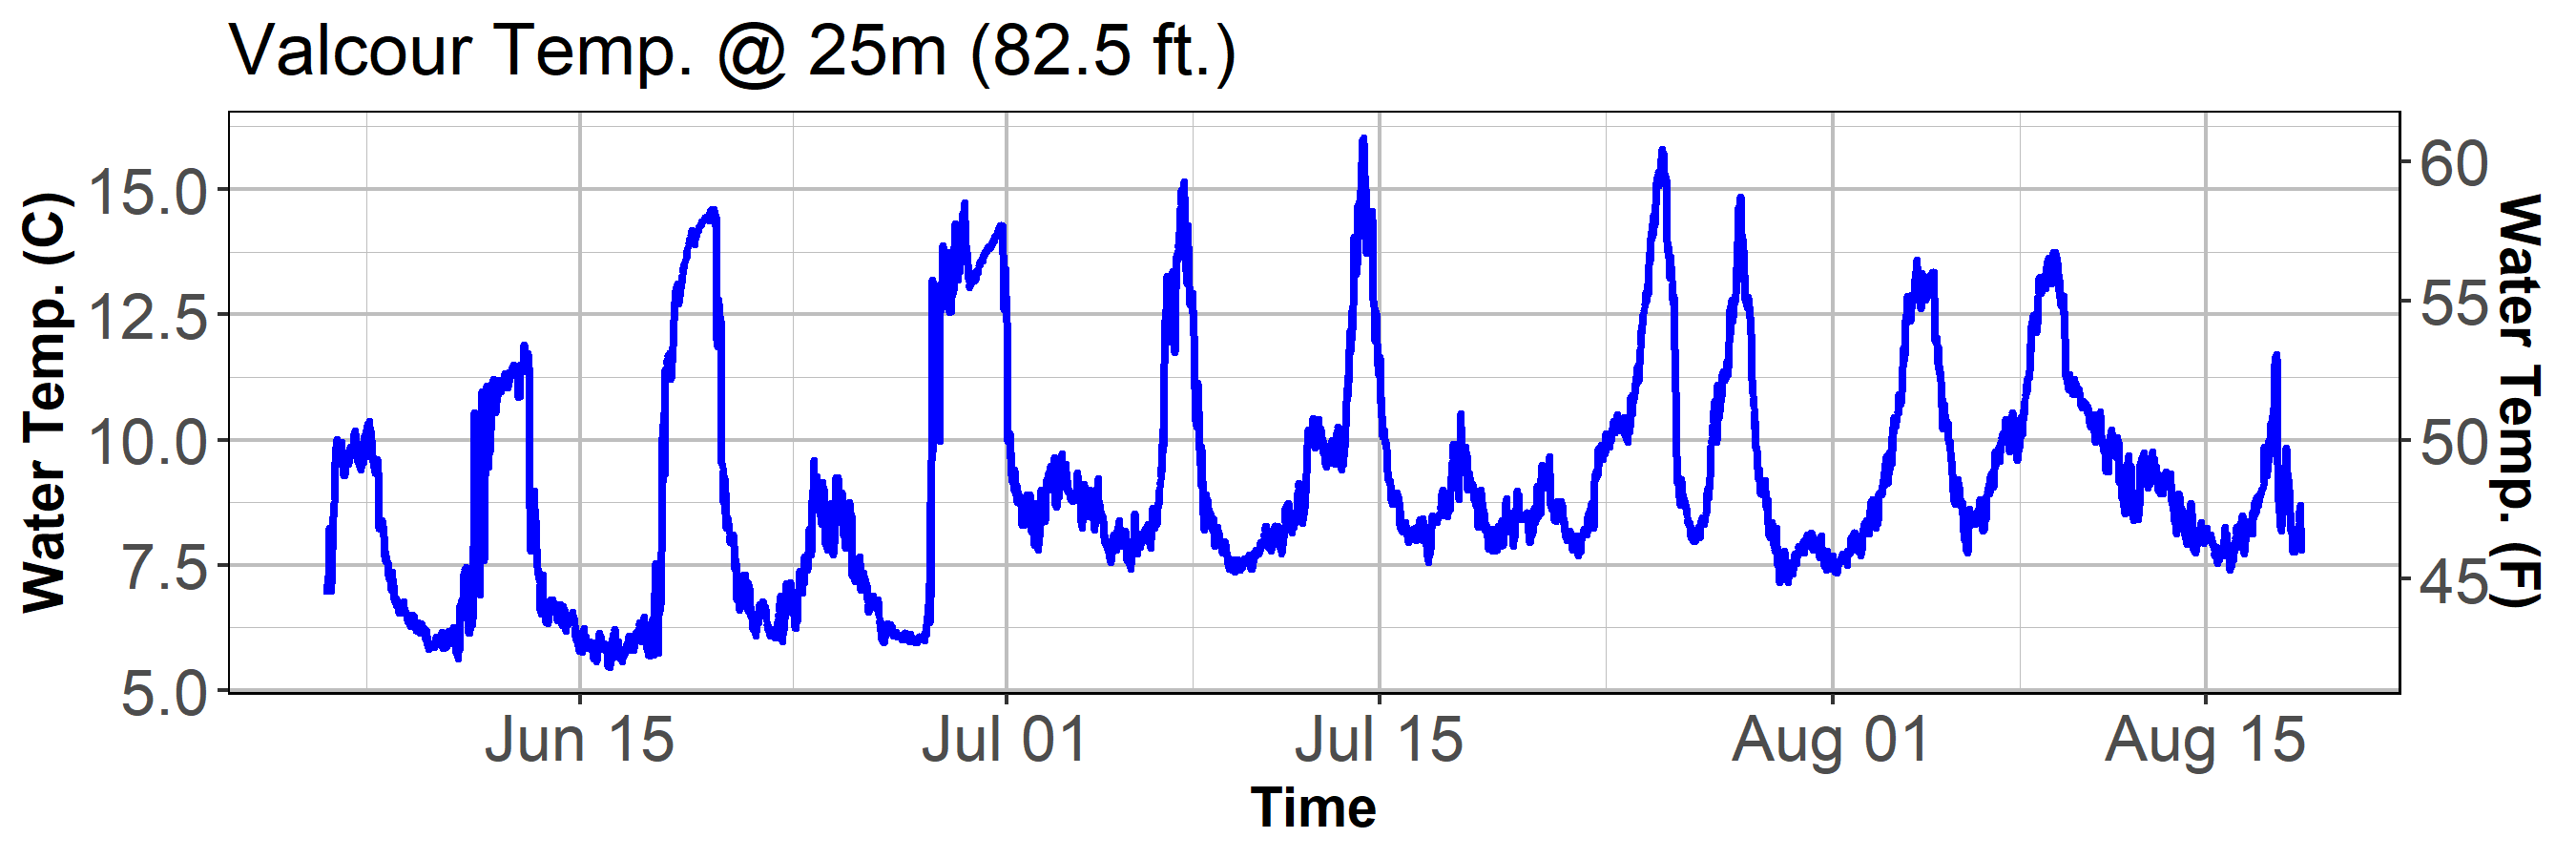 Valcour Temp. @ 25m (82.5 ft.)
Water Temp. (C)
15.0
12.5
10.0
7.5
5.0
60
55
50
45
Water Temp. (F)
Jun 15 Jul 01 Jul 15 Aug 01 Aug 15
Time